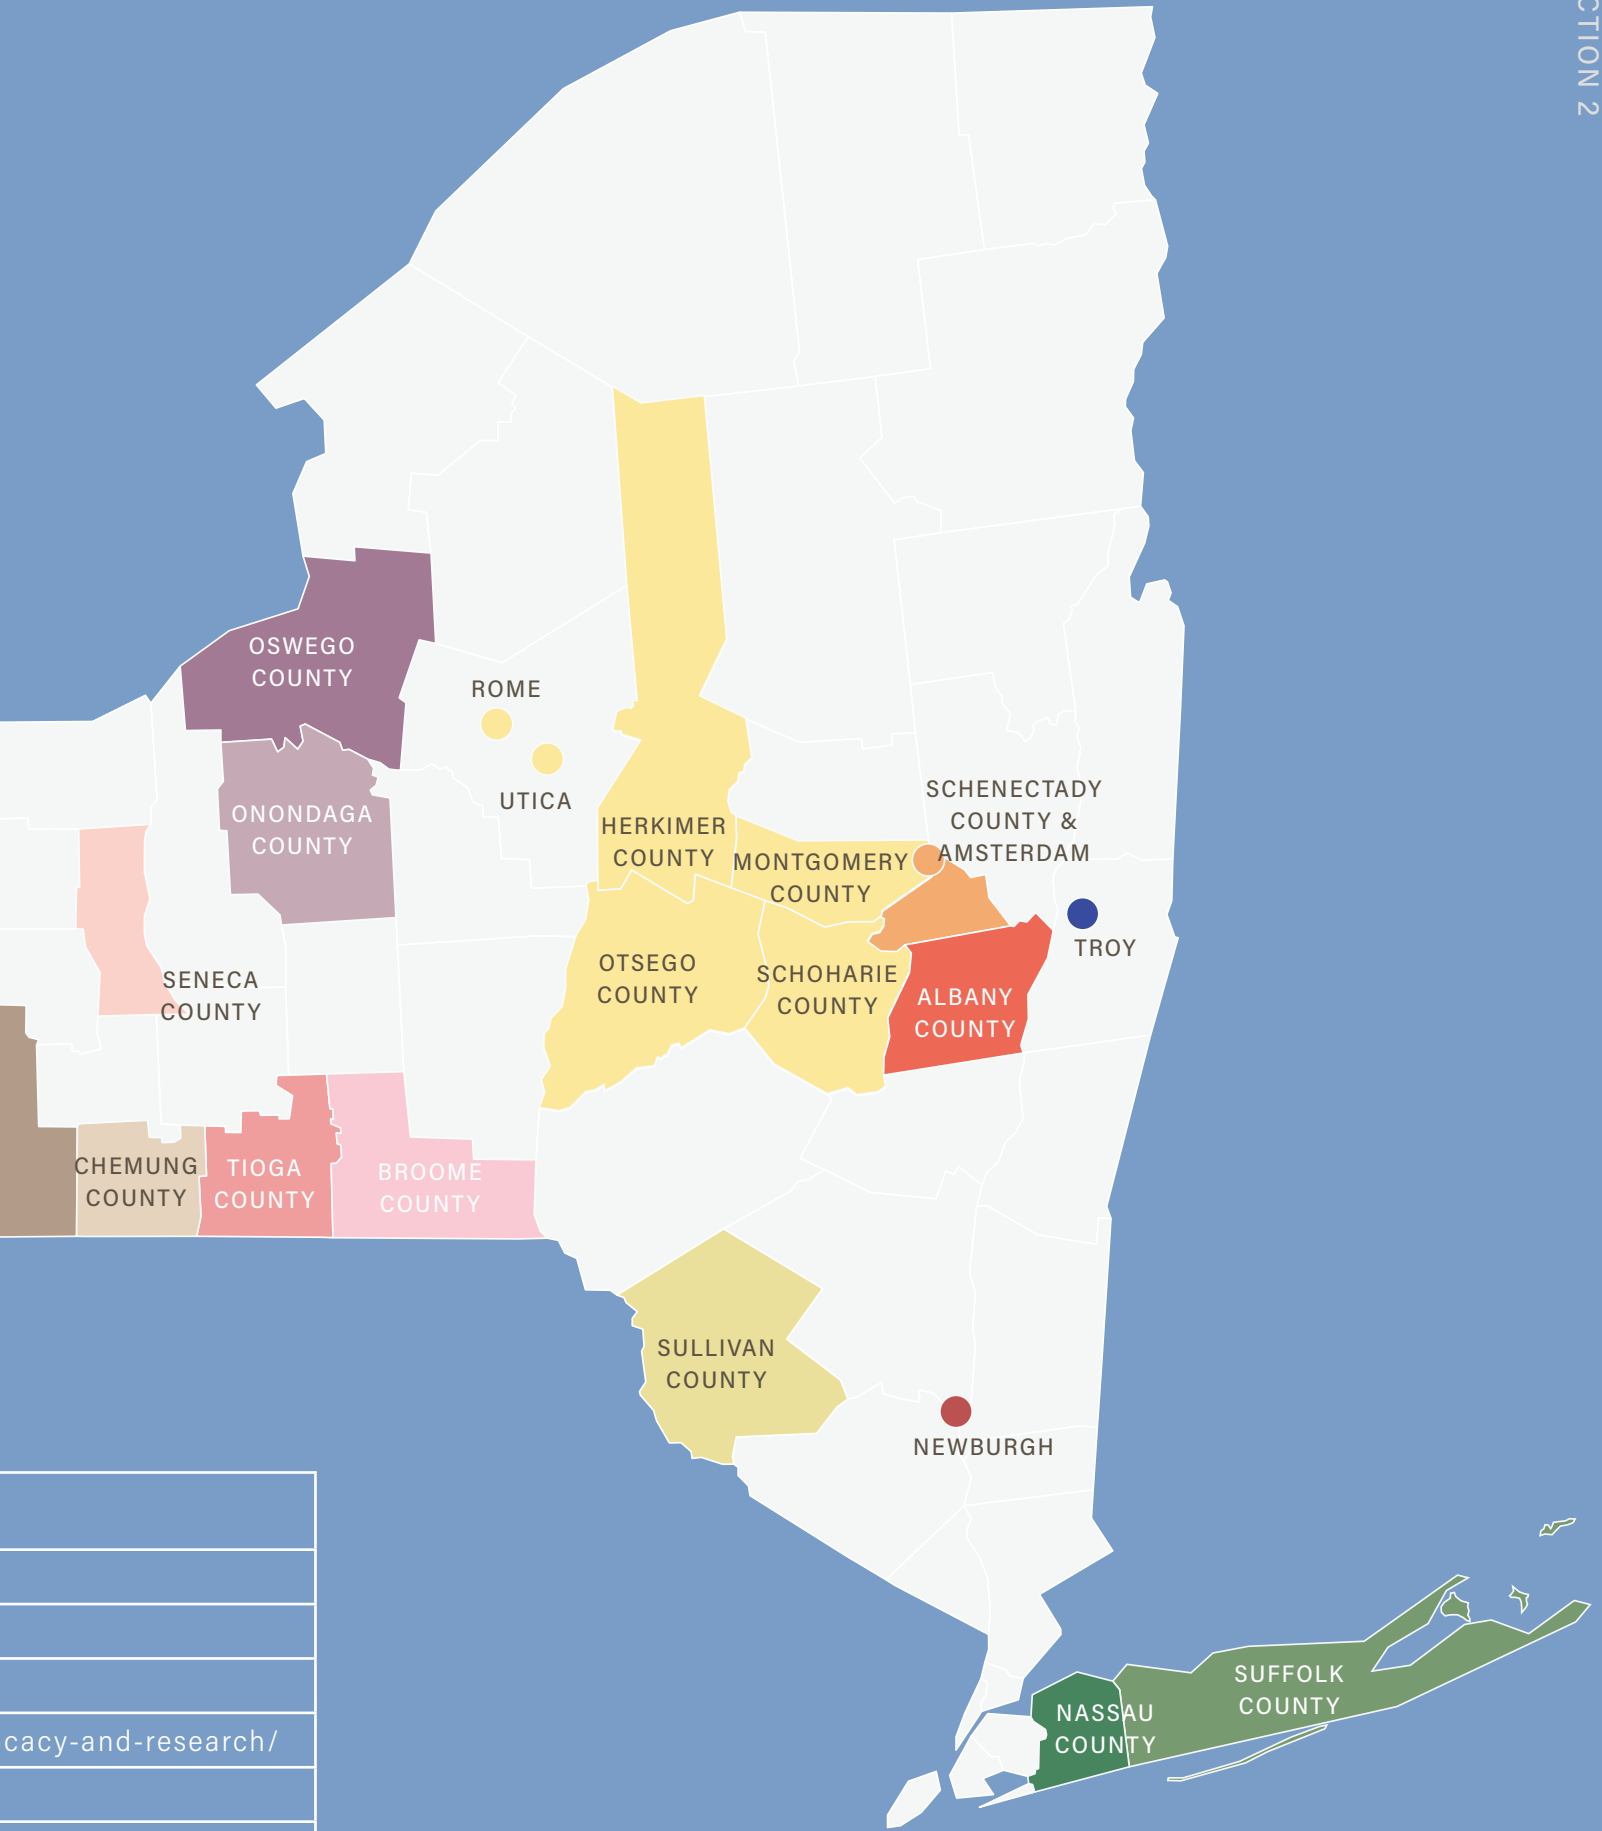 CTION 2
OSWEGO
COUNTY
ROME
UTICA
ONONDAGA
COUNTY
HERKIMER
COUNTY
MONTGOMERY
COUNTY
SCHENECTADY
COUNTY &
AMSTERDAM
TROY
SENECA
COUNTY
OTSEGO
COUNTY
SCHOHARIE
COUNTY
ALBANY
COUNTY
CHEMUNG
COUNTY
TIOGA
COUNTY
BROOME
COUNTY
SULLIVAN
COUNTY
NEWBURGH
SUFFOLK
COUNTY
NASSAU
COUNTY
cacy-and-research/